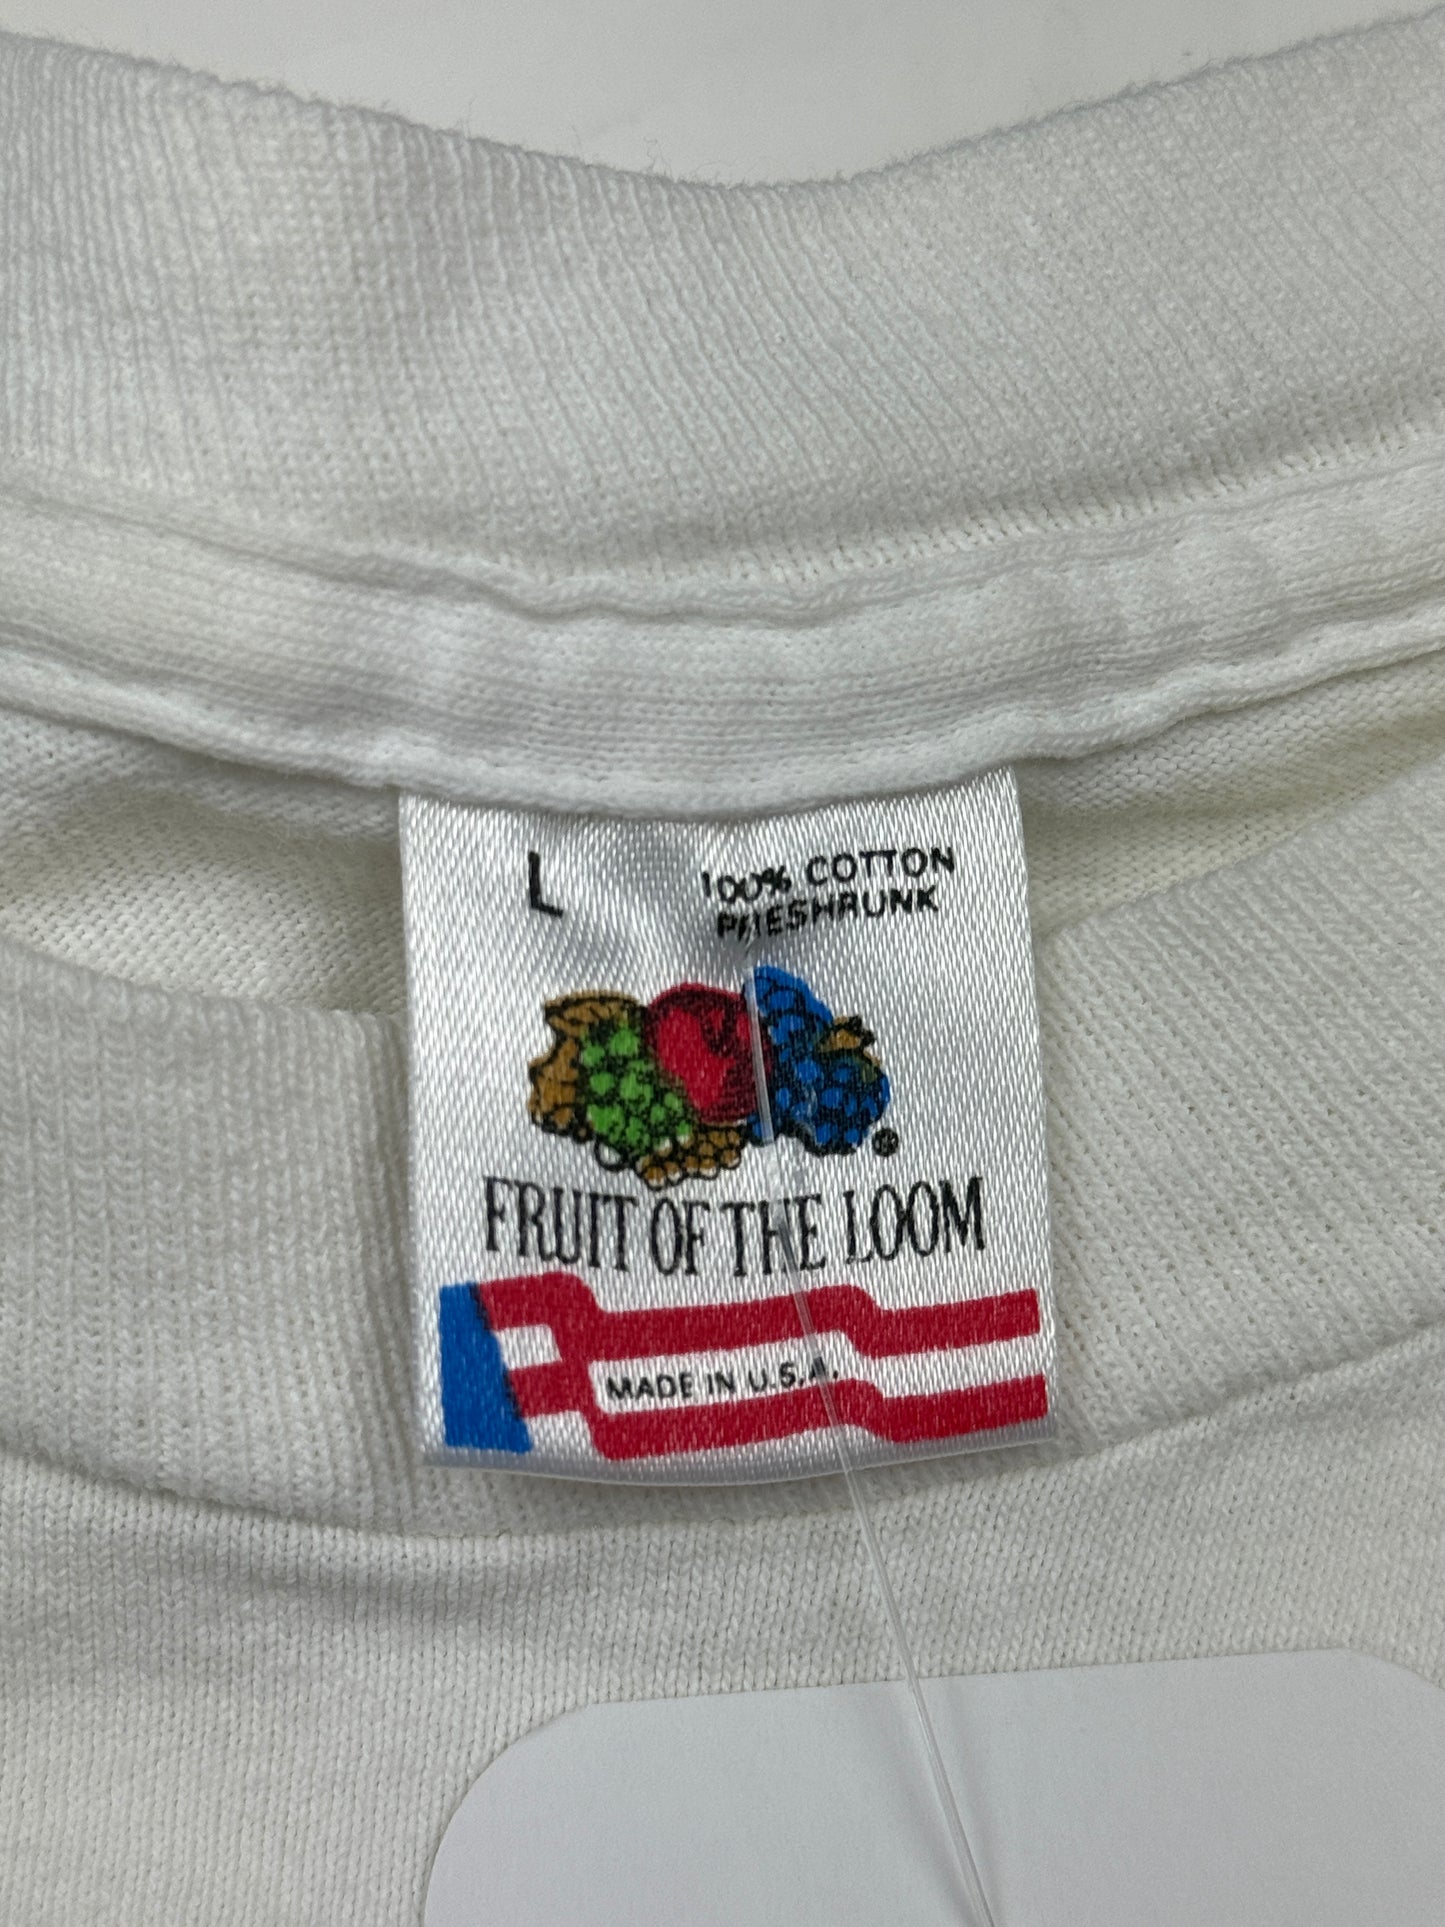 L
100% COTTON
PRESHRUNK
®
FRUIT OF THE LOOM
MADE IN U.S.A.